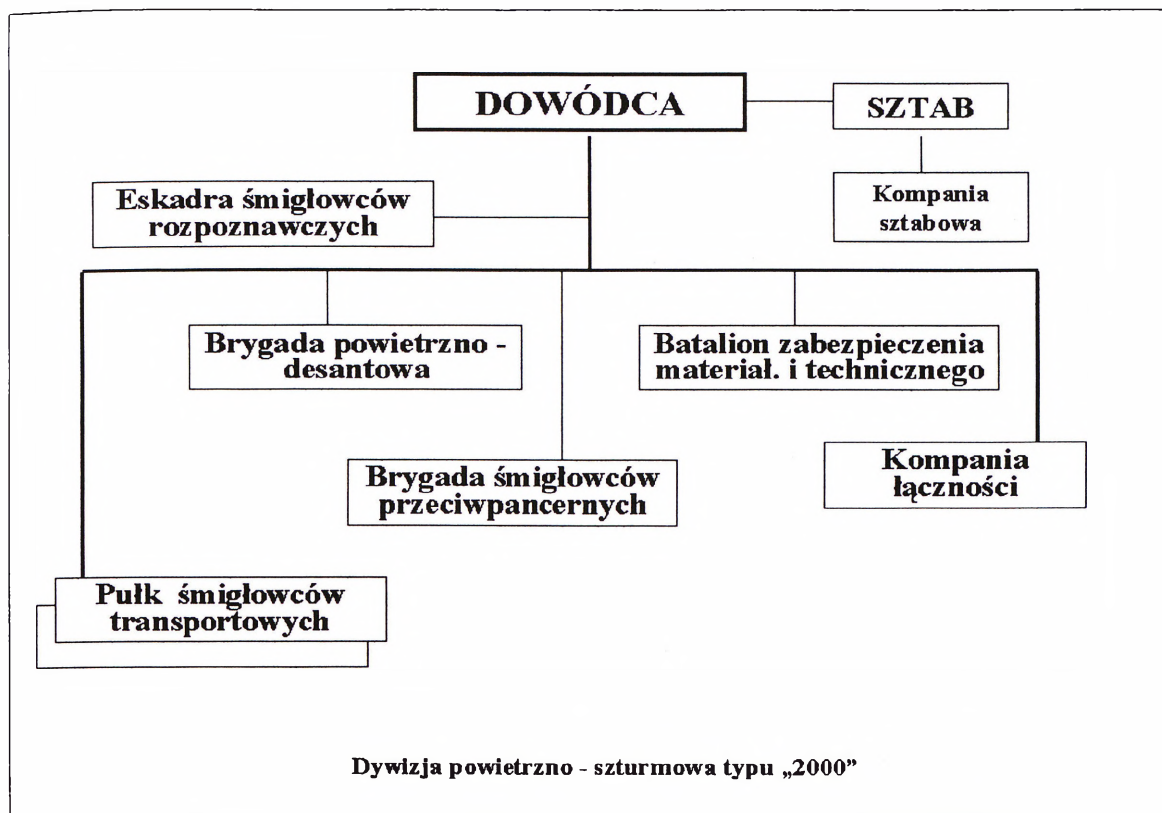 DOWÓDCA
SZTAB
Eskadra śmigłowców
rozpoznawczych
Kompania
sztabowa
Brygada powietrzno -
desantowa
Batalion zabezpieczenia
materiał. i technicznego
Brygada śmigłowców
przeciwpancernych
Kompania
łączności
Pułk śmigłowców
transportowych
Dywizja powietrzno - szturmowa typu „2000”